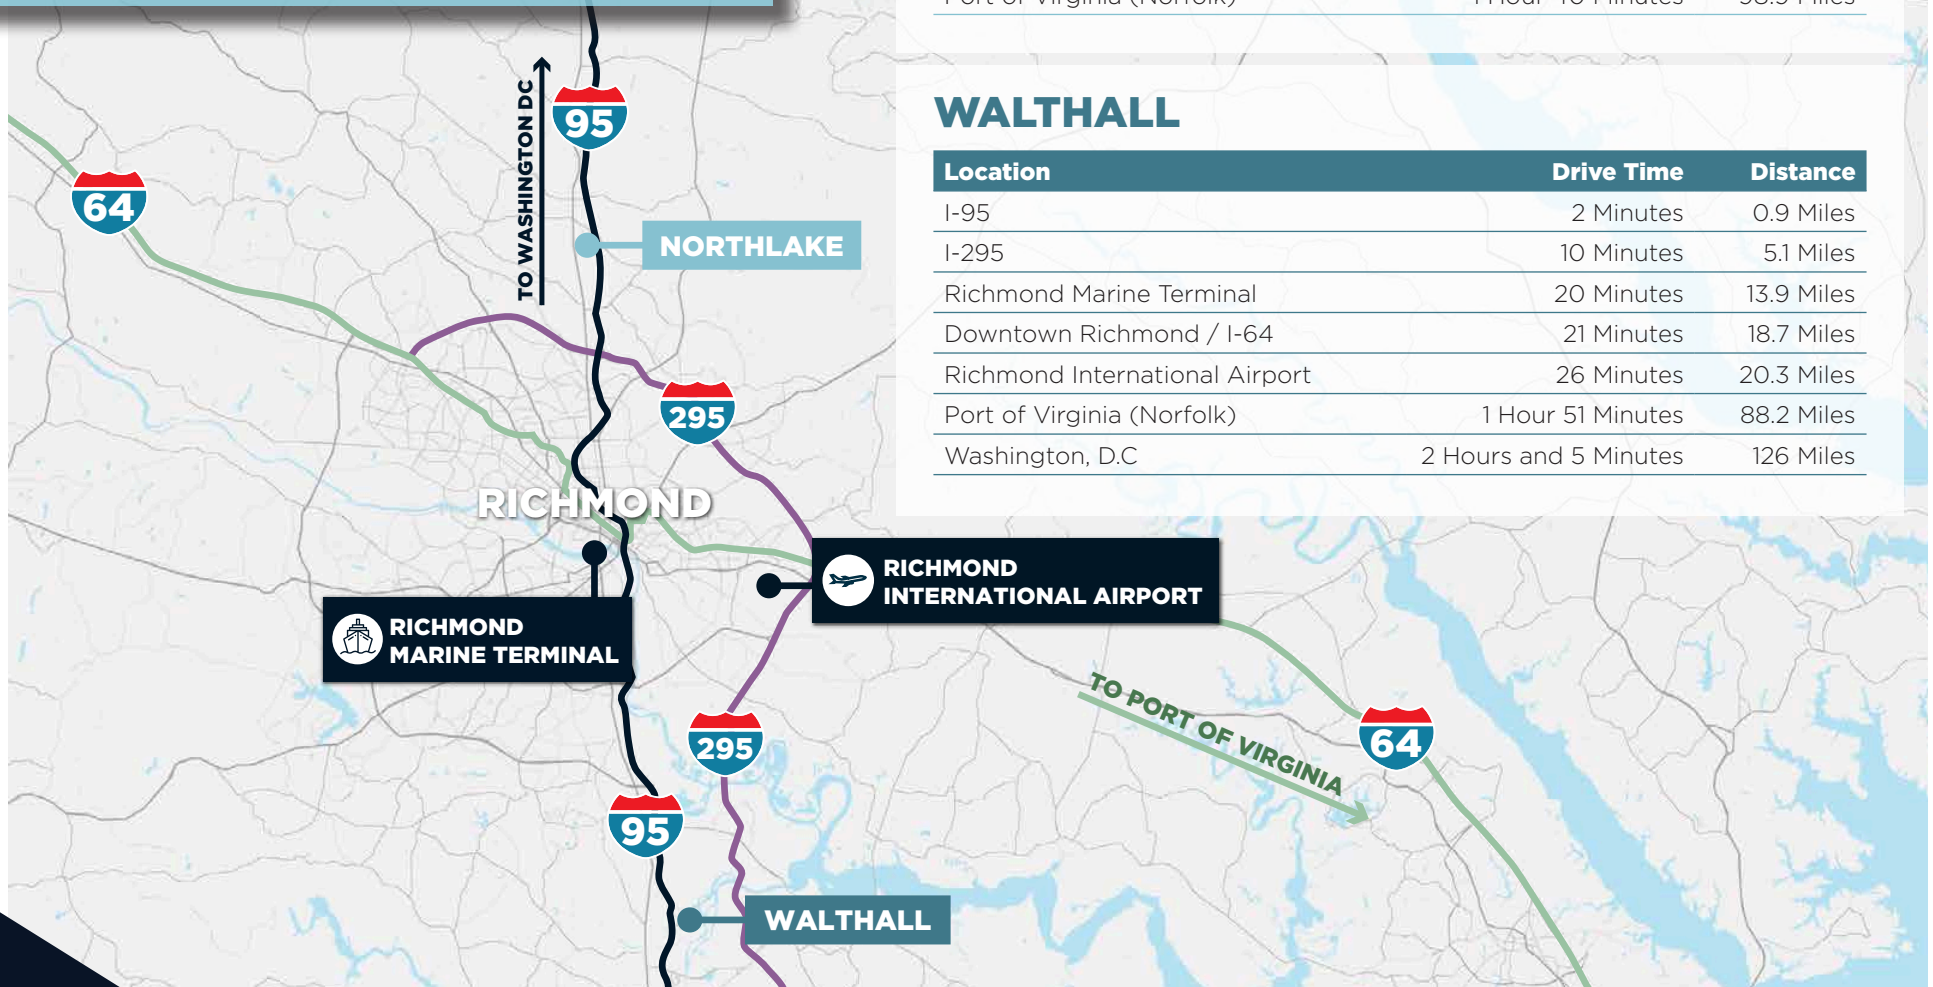 Port of Virginia (Norfolk)
WALTHALL
Location Drive Time Distance
I-95 2 Minutes 0.9 Miles
I-295 10 Minutes 5.1 Miles
Richmond Marine Terminal 20 Minutes 13.9 Miles
Downtown Richmond / I-64 21 Minutes 18.7 Miles
Richmond International Airport 26 Minutes 20.3 Miles
Port of Virginia (Norfolk) 1 Hour 51 Minutes 88.2 Miles
Washington, D.C 2 Hours and 5 Minutes 126 Miles
TO WASHINGTON DC
95
64
NORTHLAKE
295
RICHMOND
RICHMOND
INTERNATIONAL AIRPORT
RICHMOND
MARINE TERMINAL
TO PORT OF VIRGINIA
295
64
95
WALTHALL